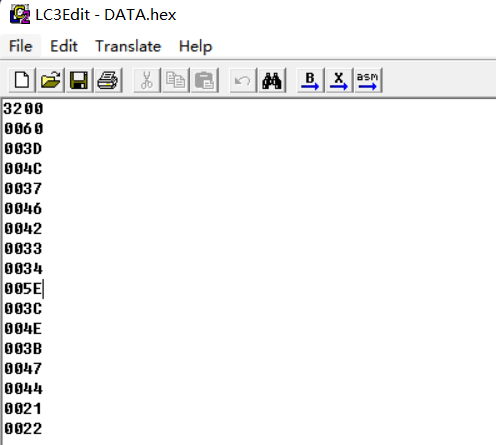 LC3Edit - DATA.hex
File Edit Translate Help
B X asm
3200
0060
003D
004C
0037
0046
0042
0033
0034
005E
003C
004E
003B
0047
0044
0021
0022